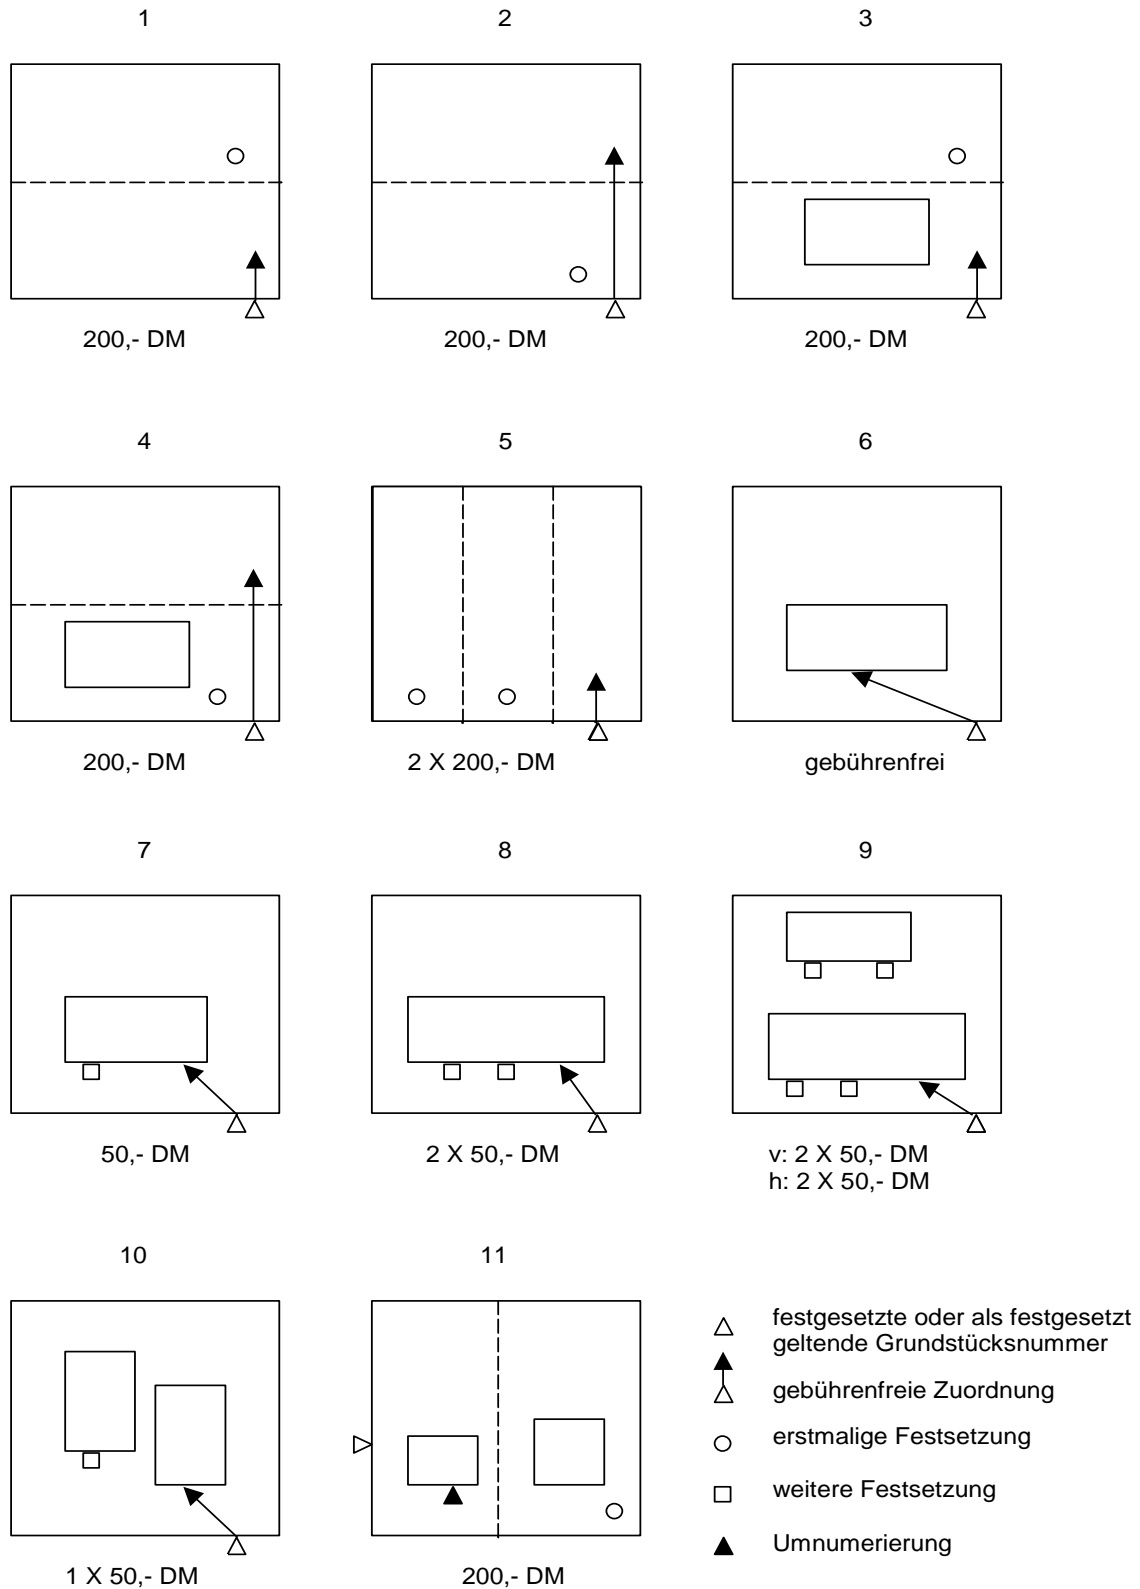 1
2
3
200,- DM
200,- DM
200,- DM
4
5
6
200,- DM
2 X 200,- DM
gebührenfrei
7
8
9
50,- DM
2 X 50,- DM
v: 2 X 50,- DM
h: 2 X 50,- DM
10
11
1 X 50,- DM
200,- DM
festgesetzte oder als festgesetzt
geltende Grundstücksnummer
gebührenfreie Zuordnung
erstmalige Festsetzung
weitere Festsetzung
Umnumerierung